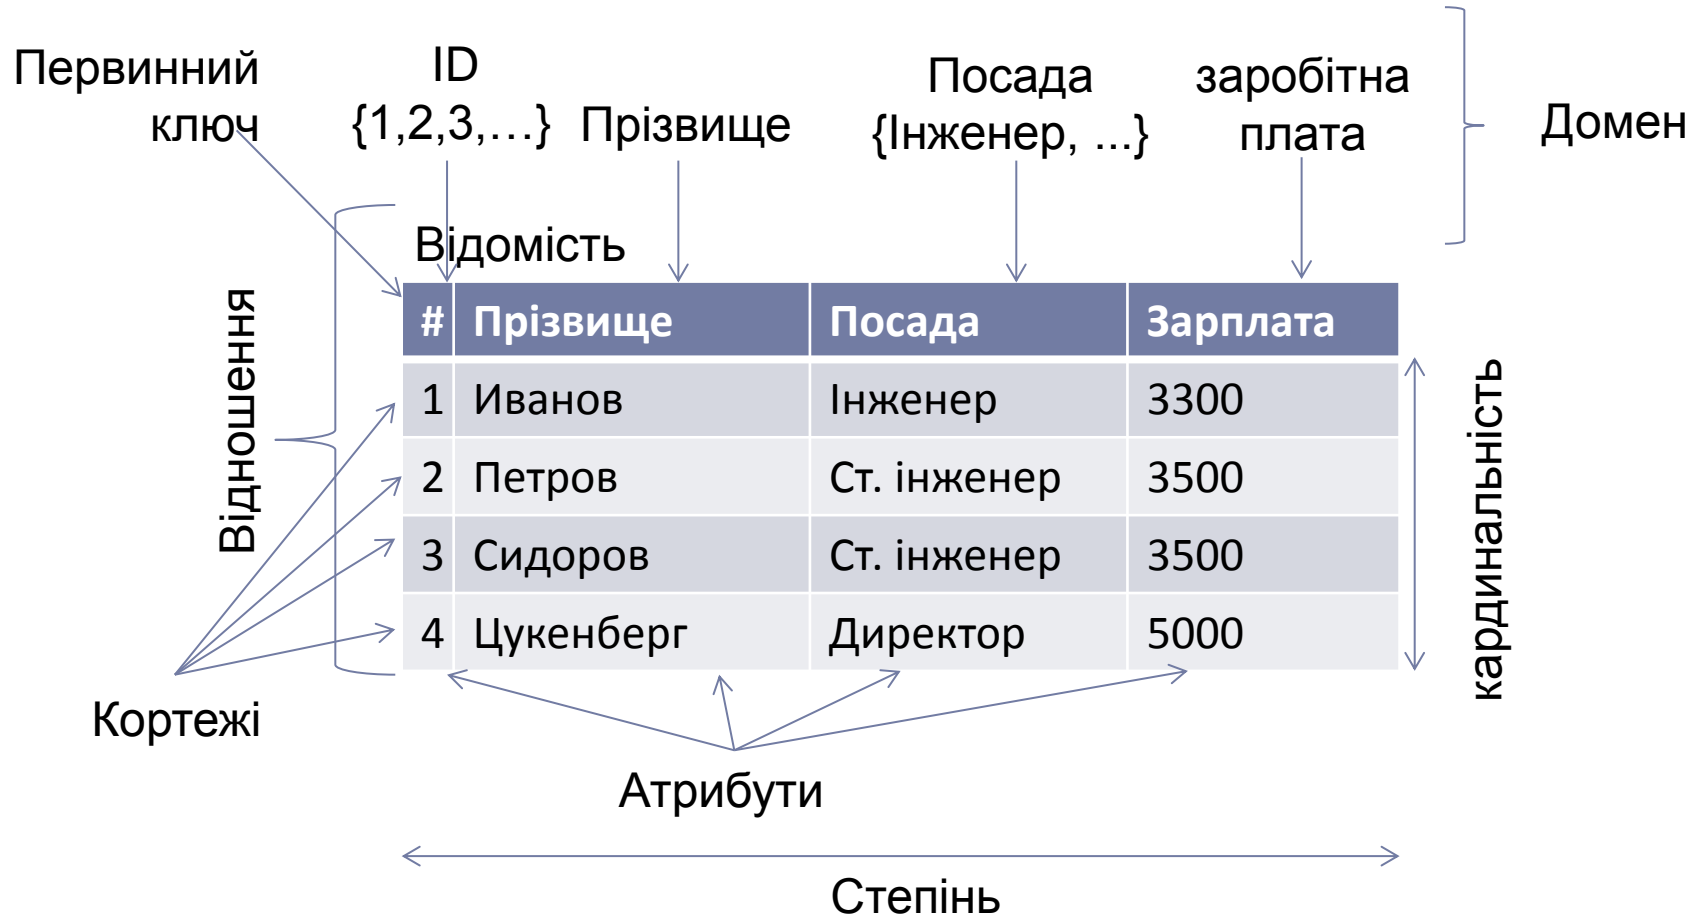 Первинний
ключ
ID
{1,2,3,…}
Прізвище
Посада
{Інженер, ...}
заробітна
плата
Домен
Відомість
Відношення
# Прізвище Посада Зарплата
1 Иванов Інженер 3300
2 Петров Ст. інженер 3500
3 Сидоров Ст. інженер 3500
4 Цукенберг Директор 5000
кардинальність
Кортежі
Атрибути
Степінь